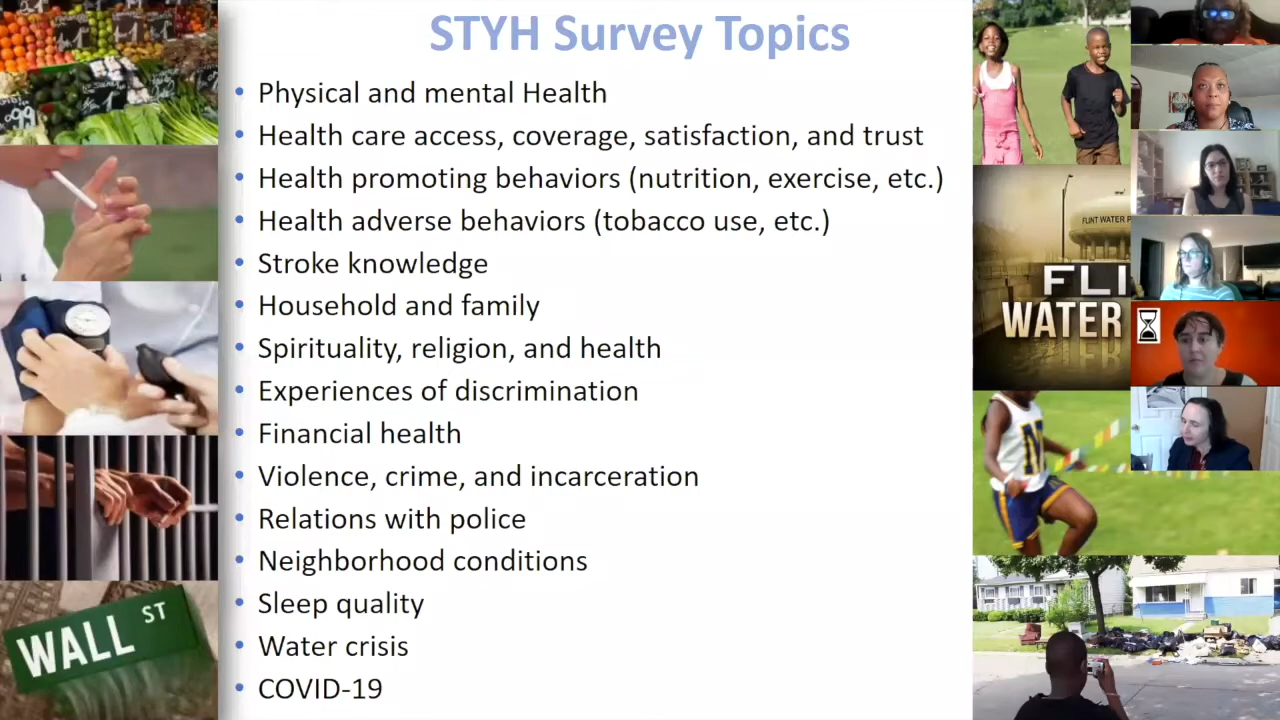 STYH Survey Topics
• Physical and mental Health
• Health care access, coverage, satisfaction, and trust
• Health promoting behaviors (nutrition, exercise, etc.)
• Health adverse behaviors (tobacco use, etc.)
• Stroke knowledge
• Household and family
• Spirituality, religion, and health
• Experiences of discrimination
• Financial health
• Violence, crime, and incarceration
• Relations with police
• Neighborhood conditions
• Sleep quality
• Water crisis
• COVID-19
99
WALL ST
FLINT WATER P
FLI
WATER